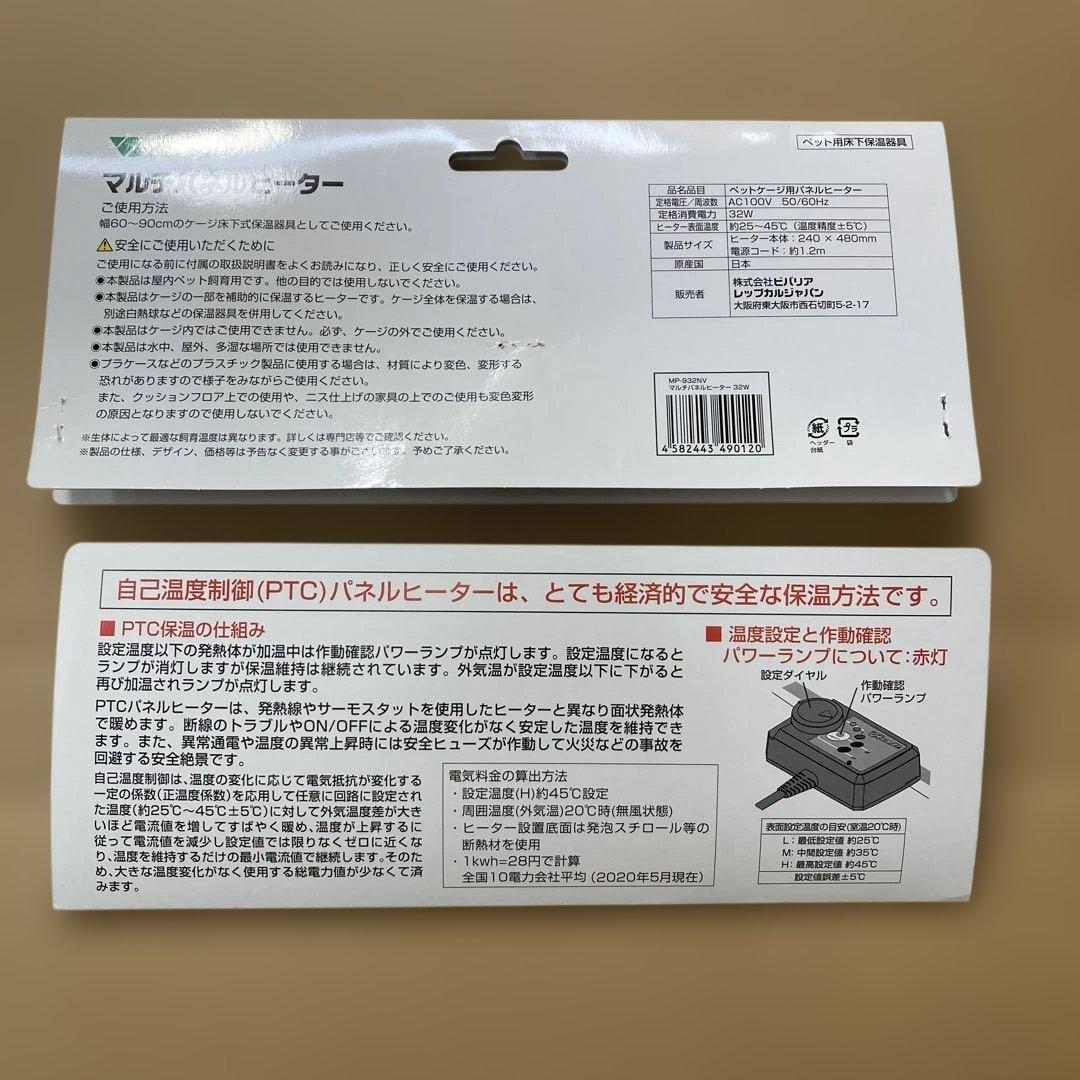 ペット用床下保温器具
マルチパネルヒーター
ご使用方法
幅60～90cmのケージ床下式保温器具としてご使用ください。
安全にご使用いただくために
ご使用になる前に付属の取扱説明書をよくお読みになり、正しく安全にご使用ください。
●本製品は屋内ペット飼育用です。他の目的では使用しないでください。
●本製品はケージの一部を補助的に保温するヒーターです。ケージ全体を保温する場合は、
別途白熱球などの保温器具を併用してください。
●本製品はケージ内ではご使用できません。必ず、ケージの外でご使用ください。
●本製品は水中、屋外、多湿な場所では使用できません。
●プラケースなどのプラスチック製品に使用する場合は、材質により変色、変形する
恐れがありますので様子をみながらご使用ください。
また、クッションフロア上での使用や、ニス仕上げの家具の上でのご使用も変色変形
の原因となりますので使用しないでください。
※生体によって最適な飼育温度は異なります。詳しくは専門店等でご確認ください。
※製品の仕様、デザイン、価格等は予告なく変更する事がございます。予めご了承ください。
品名品目 ペットケージ用パネルヒーター
定格電圧／周波数 AC100V 50/60Hz
定格消費電力 32W
ヒーター表面温度 約25～45℃（温度精度±5℃）
製品サイズ ヒーター本体：240 × 480mm
電源コード：約1.2m
原産国 日本
販売者 株式会社ビバリア
レップカルジャパン
大阪府東大阪市西石切町5-2-17
MP-932NV
マルチパネルヒーター 32W
4 582443 490120
紙
ヘッダー
台紙
プラ
袋
自己温度制御(PTC)パネルヒーターは、とても経済的で安全な保温方法です。
■ PTC保温の仕組み
設定温度以下の発熱体が加温中は作動確認パワーランプが点灯します。設定温度になると
ランプが消灯しますが保温維持は継続されています。外気温が設定温度以下に下がると
再び加温されランプが点灯します。
PTCパネルヒーターは、発熱線やサーモスタットを使用したヒーターと異なり面状発熱体
で暖めます。断線のトラブルやON/OFFによる温度変化がなく安定した温度を維持でき
ます。また、異常通電や温度の異常上昇時には安全ヒューズが作動して火災などの事故を
回避する安全絶景です。
自己温度制御は、温度の変化に応じて電気抵抗が変化する
一定の係数(正温度係数)を応用して任意に回路に設定され
た温度(約25℃～45℃±5℃)に対して外気温度差が大き
いほど電流値を増してすばやく暖め、温度が上昇するに
従って電流値を減少し設定値では限りなくゼロに近くな
り、温度を維持するだけの最小電流値で継続します。そのた
め、大きな温度変化がなく使用する総電力値が少なくて済
みます。
電気料金の算出方法
・設定温度(H)約45℃設定
・周囲温度(外気温)20℃時(無風状態)
・ヒーター設置底面は発泡スチロール等の
断熱材を使用
・1kwh=28円で計算
全国10電力会社平均 (2020年5月現在)
■ 温度設定と作動確認
パワーランプについて：赤灯
設定ダイヤル
作動確認
パワーランプ
表面設定温度の目安(室温20℃時)
L：最低設定値 約25℃
M：中間設定値 約35℃
H：最高設定値 約45℃
設定値誤差±5℃